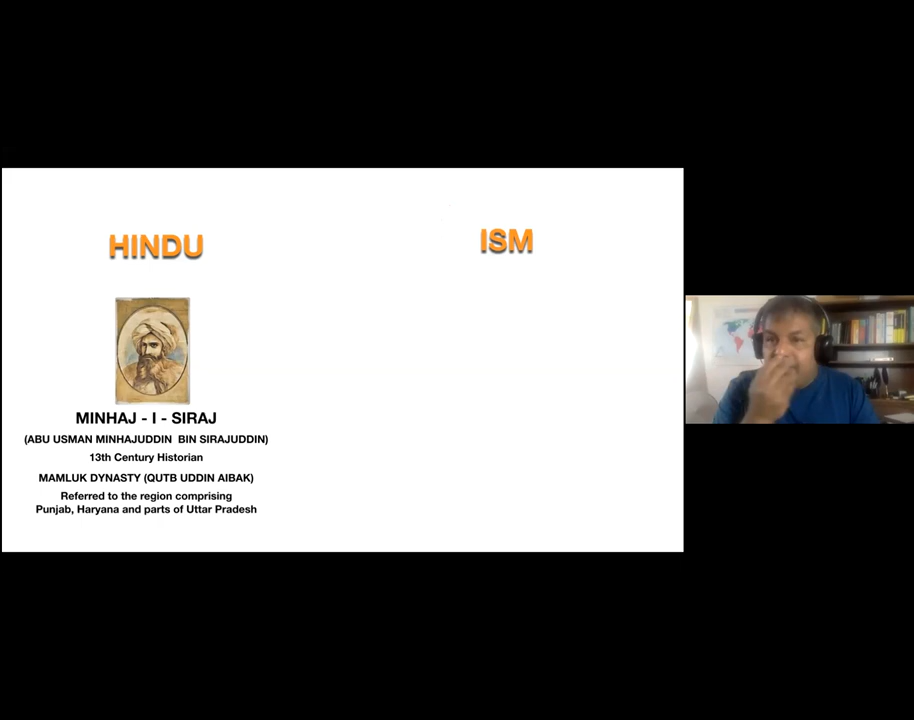 HINDU
ISM
MINHAJ - I - SIRAJ
(ABU USMAN MINHAJUDDIN BIN SIRAJUDDIN)
13th Century Historian
MAMLUK DYNASTY (QUTB UDDIN AIBAK)
Referred to the region comprising
Punjab, Haryana and parts of Uttar Pradesh